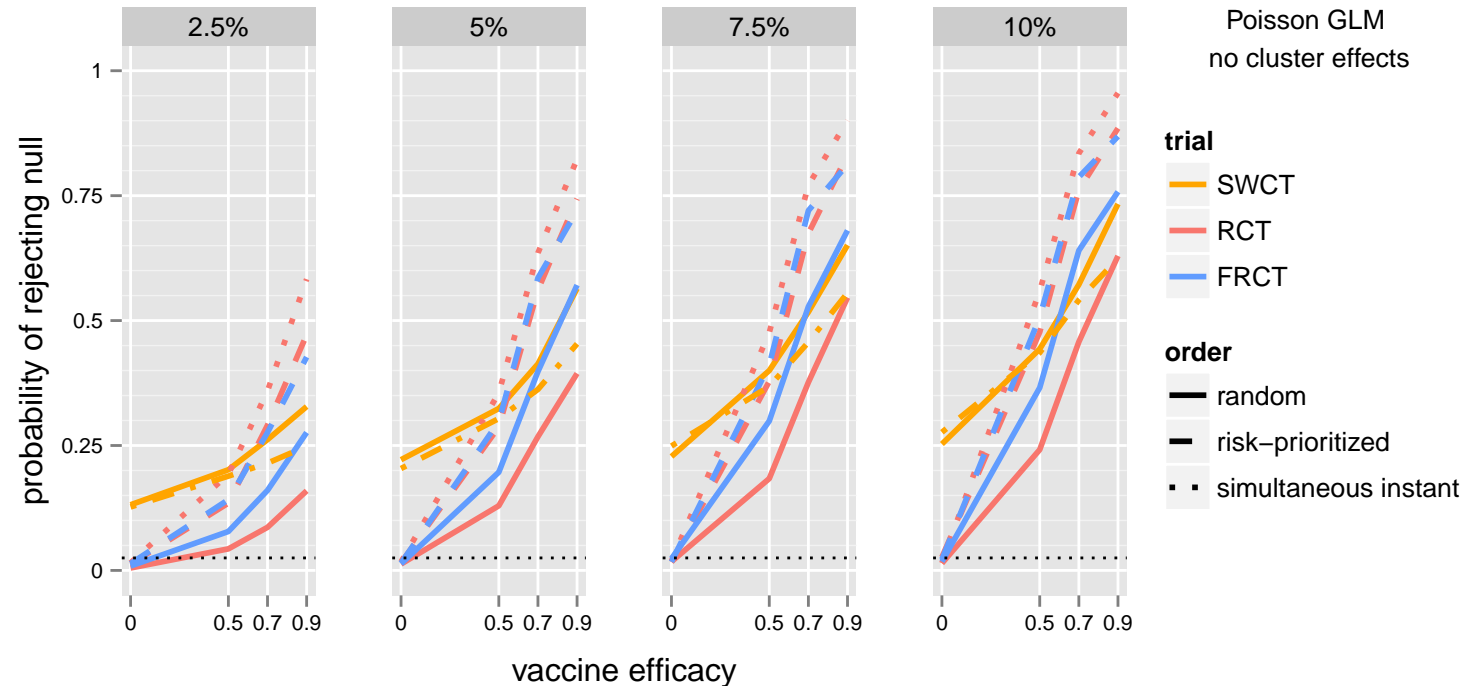 2.5%
5%
7.5%
10%
Poisson GLM
no cluster effects
probability of rejecting null
1
0.75
0.5
0.25
0
0 0.5 0.7 0.9
0 0.5 0.7 0.9
0 0.5 0.7 0.9
0 0.5 0.7 0.9
vaccine efficacy
trial
SWCT
RCT
FRCT
order
random
risk−prioritized
simultaneous instant